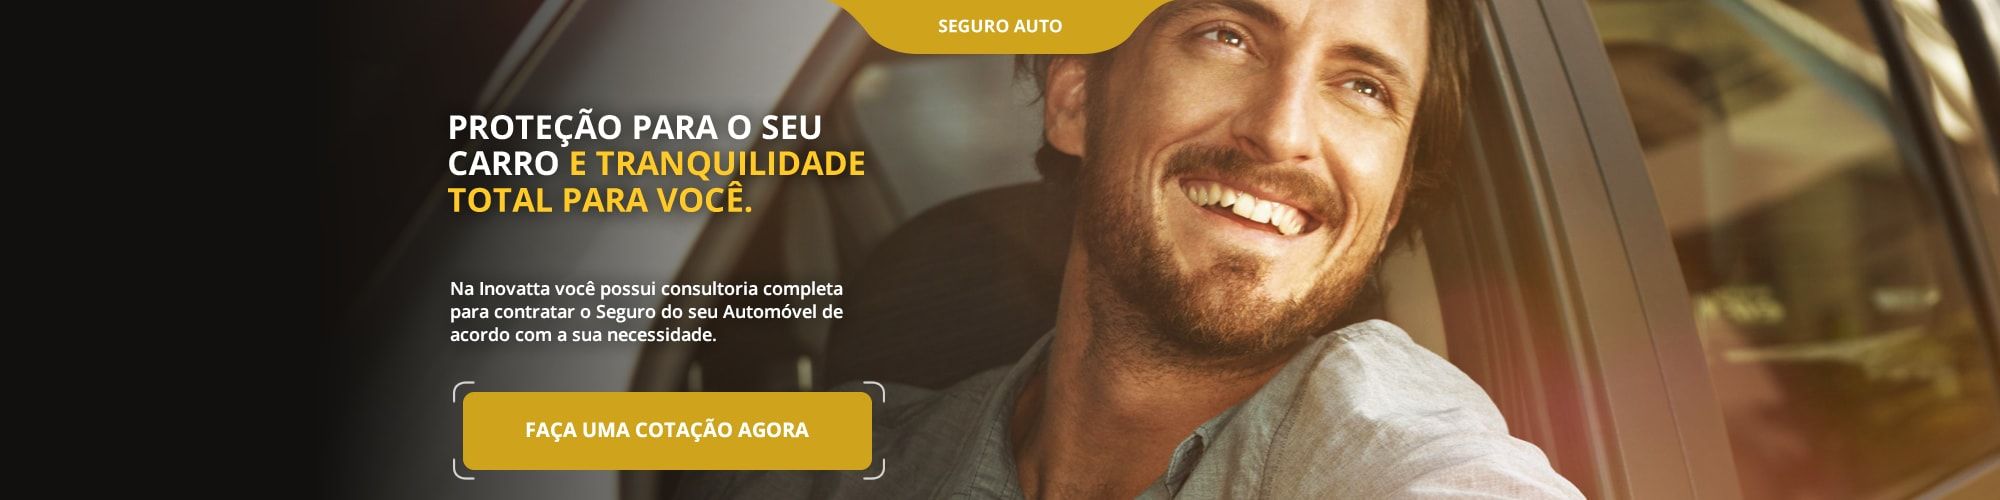 SEGURO AUTO
PROTEÇÃO PARA O SEU
CARRO E TRANQUILIDADE
TOTAL PARA VOCÊ.
Na Inovatta você possui consultoria completa
para contratar o Seguro do seu Automóvel de
acordo com a sua necessidade.
FAÇA UMA COTAÇÃO AGORA